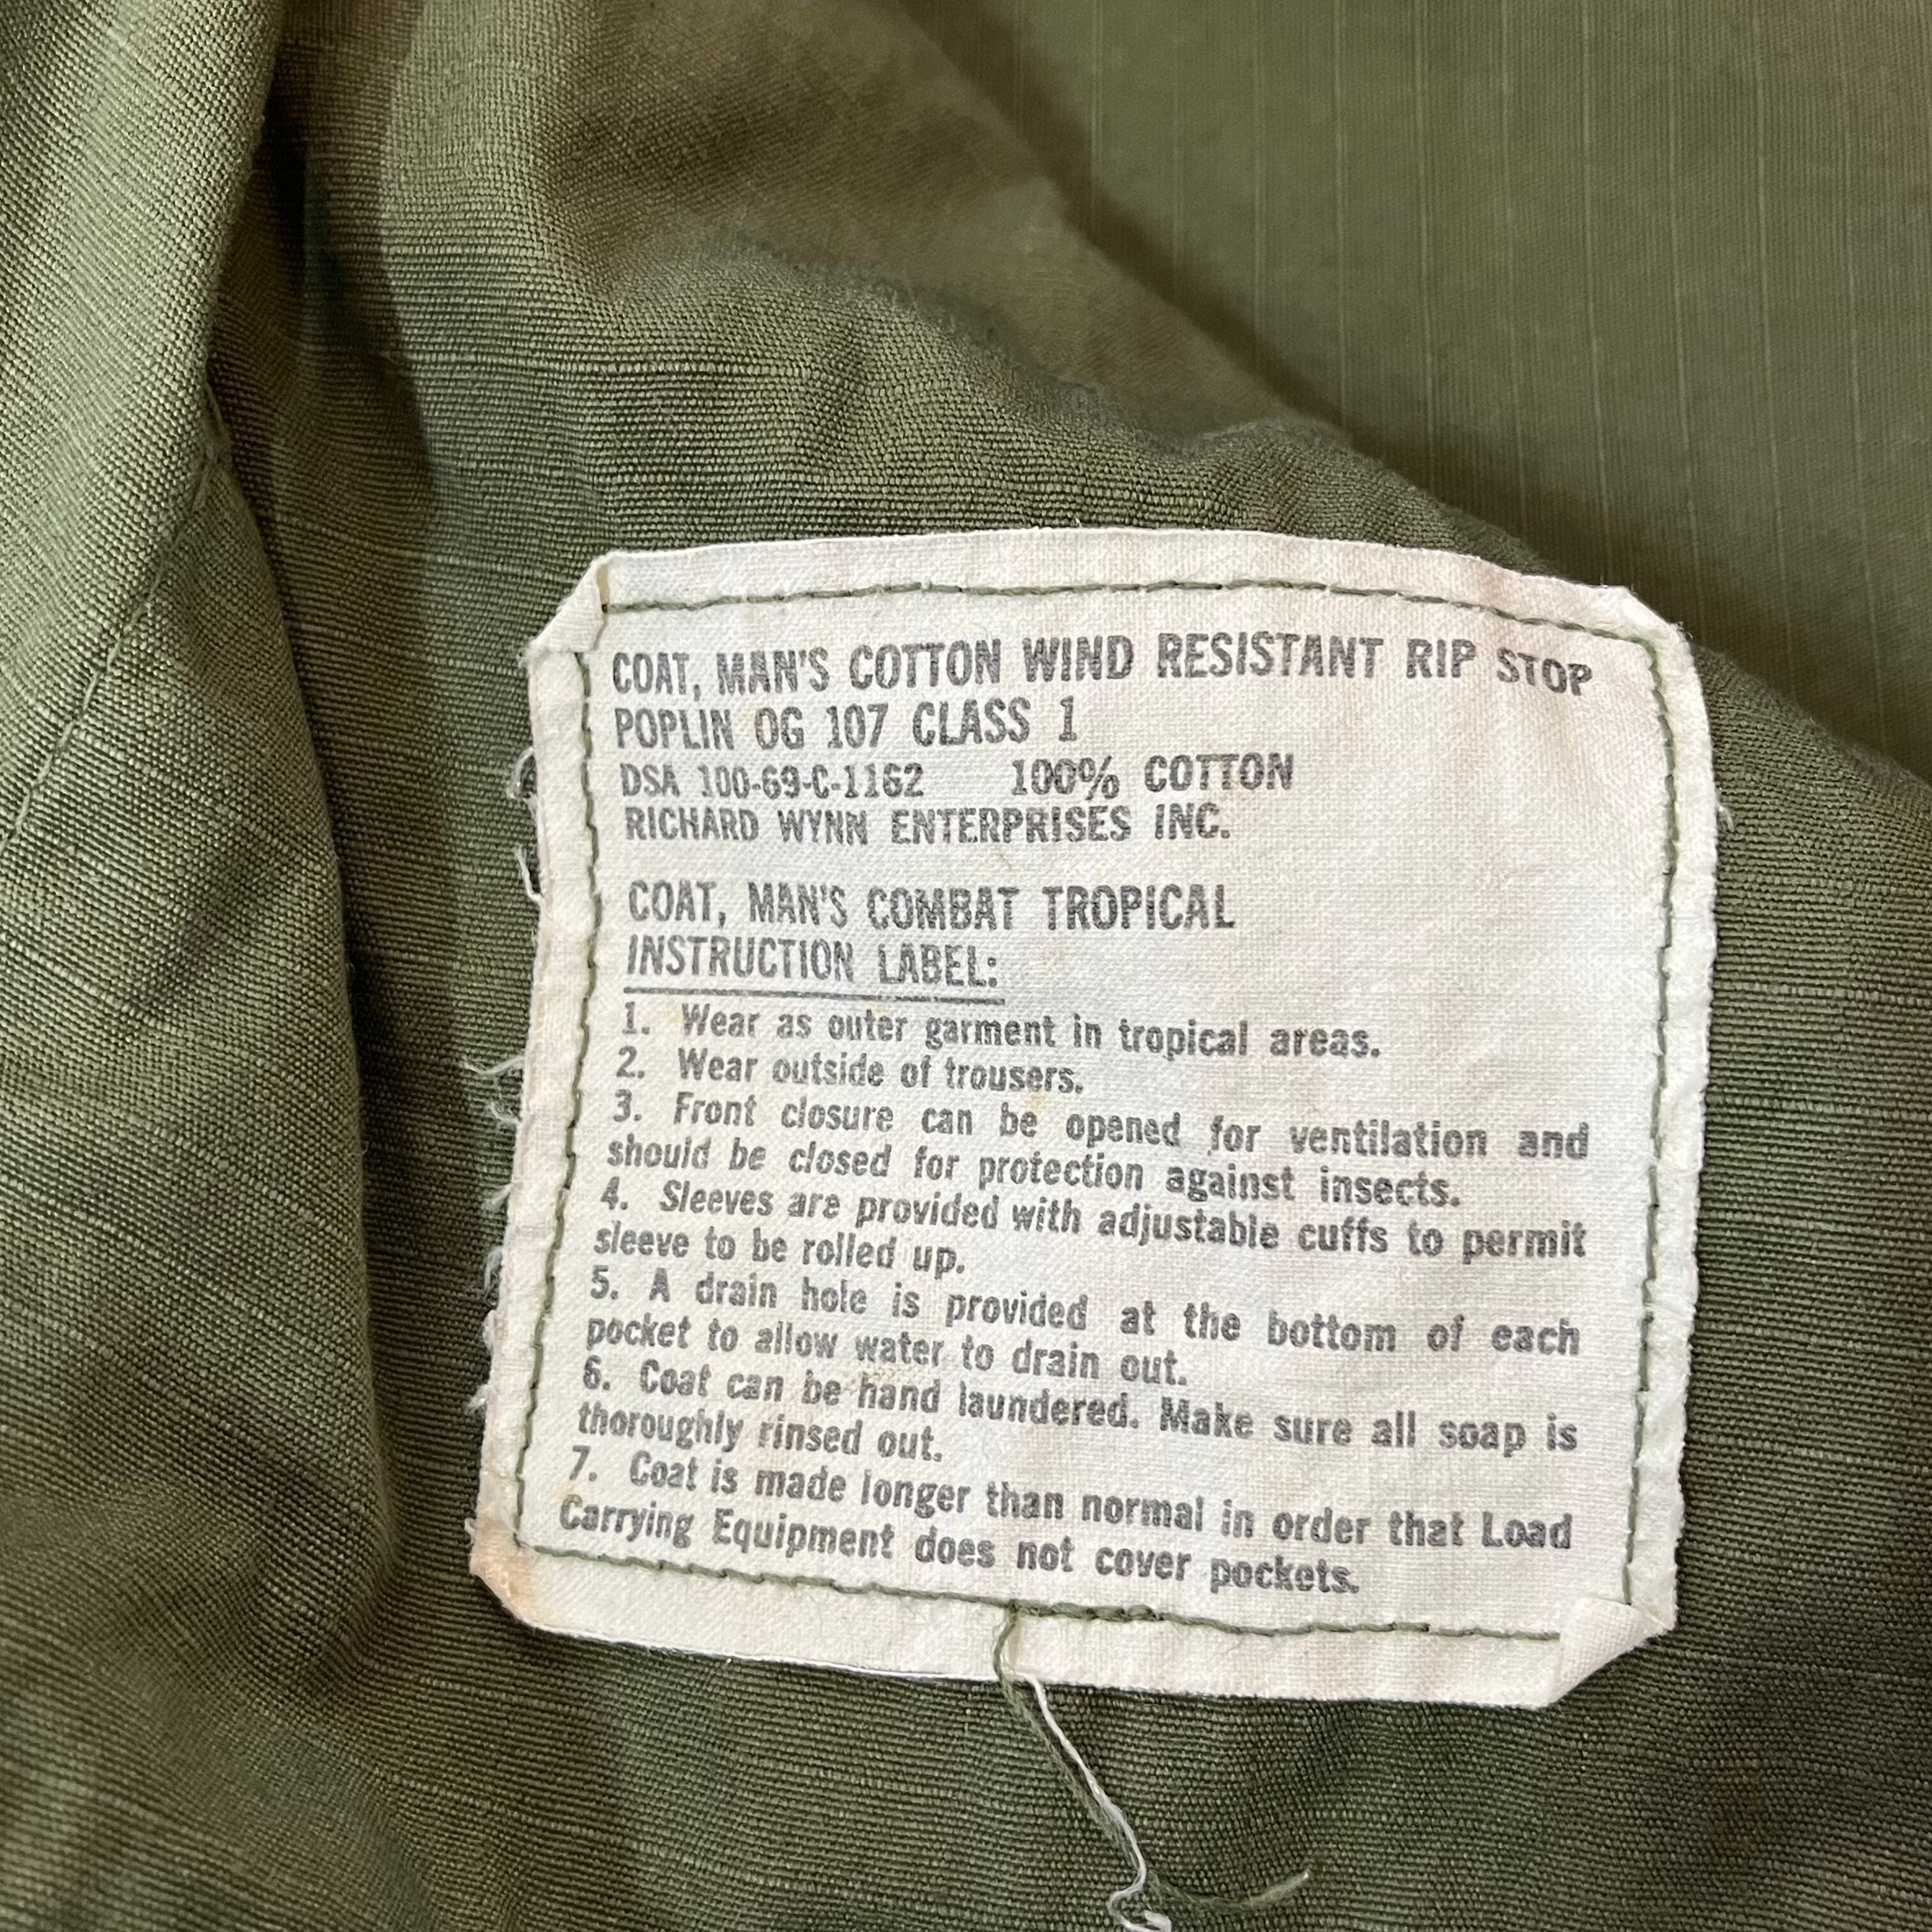 COAT, MAN'S COTTON WIND RESISTANT RIP STOP
POPLIN OG 107 CLASS 1
DSA 100-69-C-1162 100% COTTON
RICHARD WYNN ENTERPRISES INC.
COAT, MAN'S COMBAT TROPICAL
INSTRUCTION LABEL:
1. Wear as outer garment in tropical areas.
2. Wear outside of trousers.
3. Front closure can be opened for ventilation and
should be closed for protection against insects.
4. Sleeves are provided with adjustable cuffs to permit
sleeve to be rolled up.
5. A drain hole is provided at the bottom of each
pocket to allow water to drain out.
6. Coat can be hand laundered. Make sure all soap is
thoroughly rinsed out.
7. Coat is made longer than normal in order that Load
Carrying Equipment does not cover pockets.